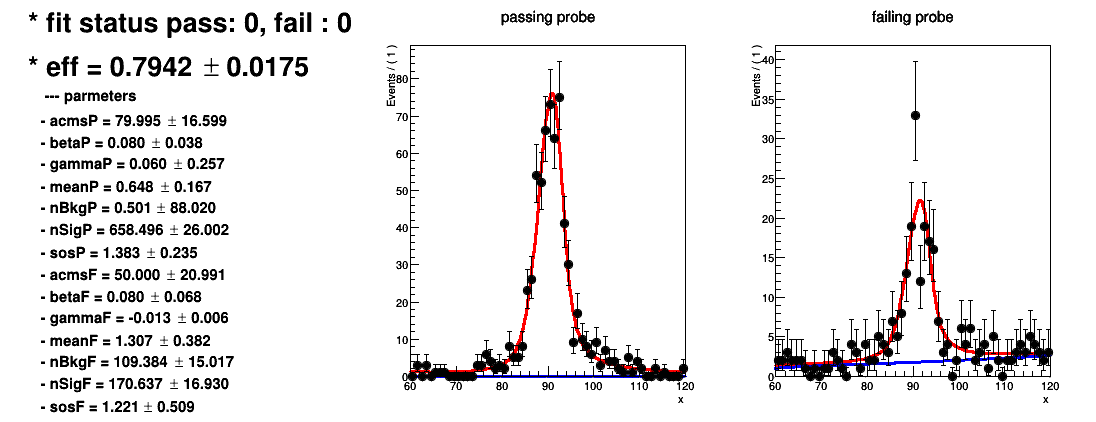 * fit status pass: 0, fail : 0
* eff = 0.7942 ± 0.0175
--- parmeters
- acmsP = 79.995 ± 16.599
- betaP = 0.080 ± 0.038
- gammaP = 0.060 ± 0.257
- meanP = 0.648 ± 0.167
- nBkgP = 0.501 ± 88.020
- nSigP = 658.496 ± 26.002
- sosP = 1.383 ± 0.235
- acmsF = 50.000 ± 20.991
- betaF = 0.080 ± 0.068
- gammaF = -0.013 ± 0.006
- meanF = 1.307 ± 0.382
- nBkgF = 109.384 ± 15.017
- nSigF = 170.637 ± 16.930
- sosF = 1.221 ± 0.509
passing probe
Events / ( 1 )
80
70
60
50
40
30
20
10
0
60 70 80 90 100 110 120
x
failing probe
Events / ( 1 )
40
35
30
25
20
15
10
5
0
60 70 80 90 100 110 120
x